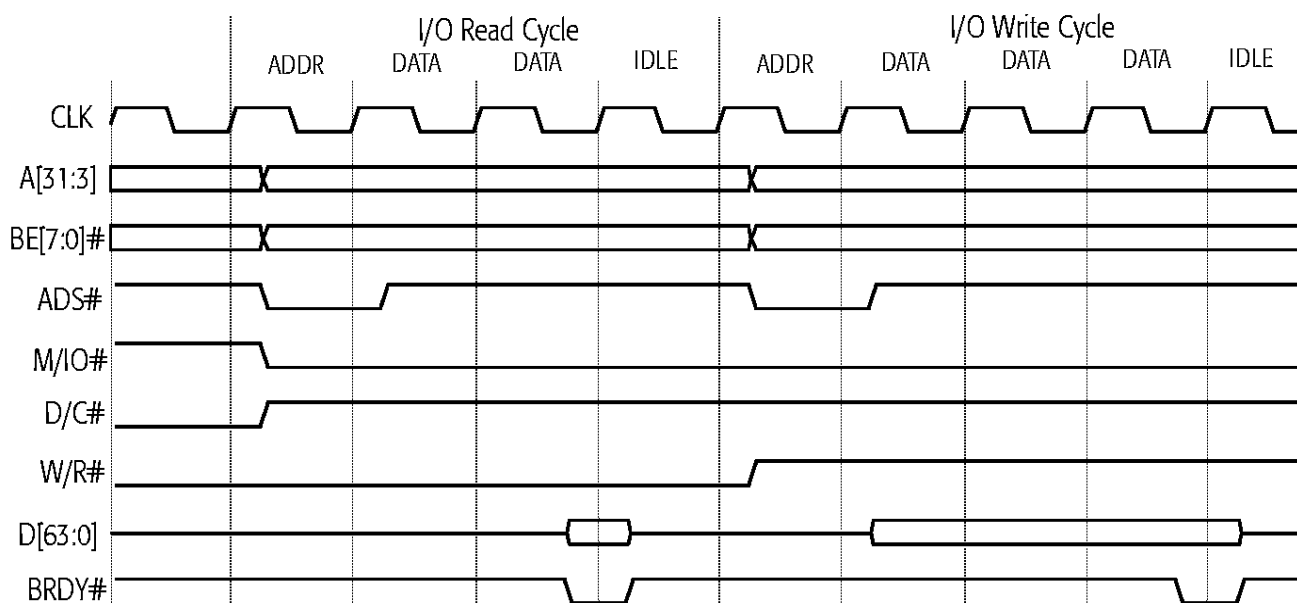 I/O Read Cycle I/O Write Cycle
ADDR DATA DATA IDLE ADDR DATA DATA DATA IDLE
CLK
A[31:3]
BE[7:0]#
ADS#
M/IO#
D/C#
W/R#
D[63:0]
BRDY#